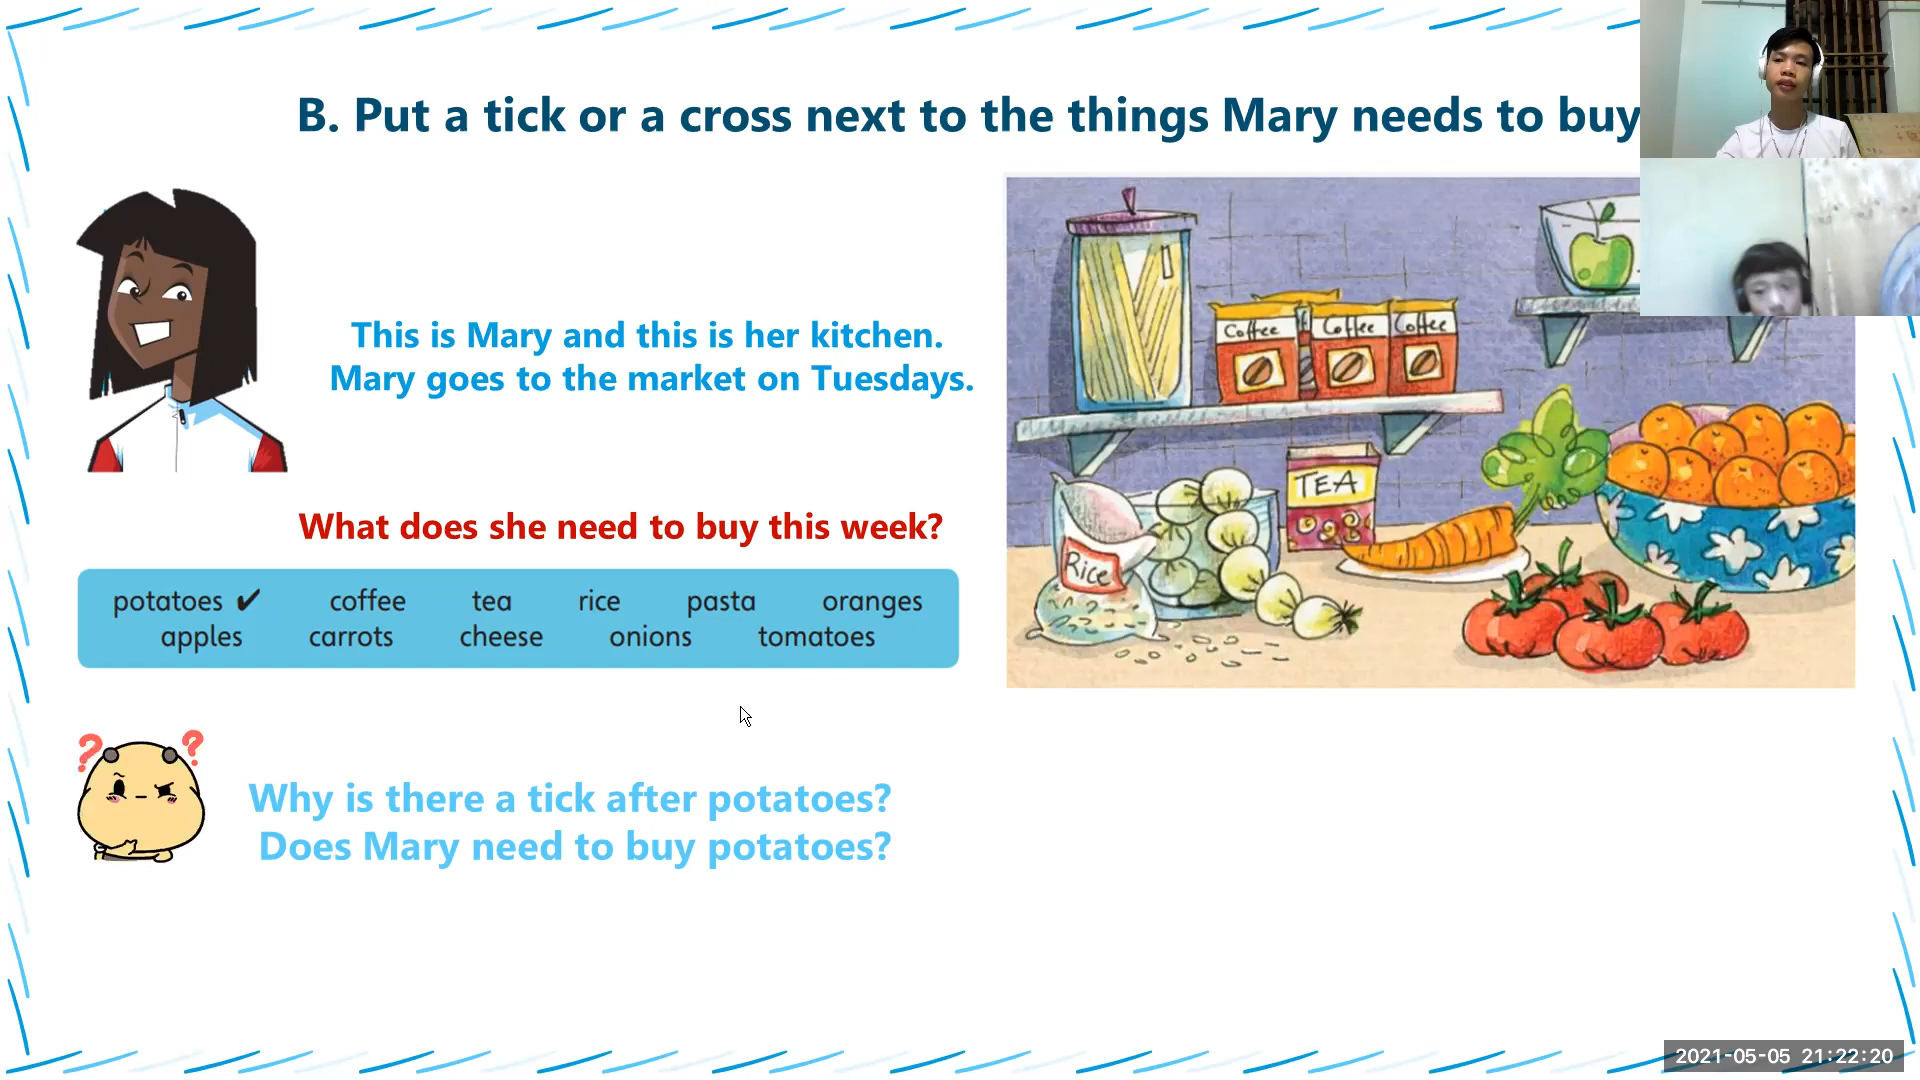 B. Put a tick or a cross next to the things Mary needs to buy
This is Mary and this is her kitchen.
Mary goes to the market on Tuesdays.
What does she need to buy this week?
potatoes ✔ coffee tea rice pasta oranges
apples carrots cheese onions tomatoes
Why is there a tick after potatoes?
Does Mary need to buy potatoes?
Coffee Coffee Coffee
TEA
Rice
2021-05-05 21:22:20